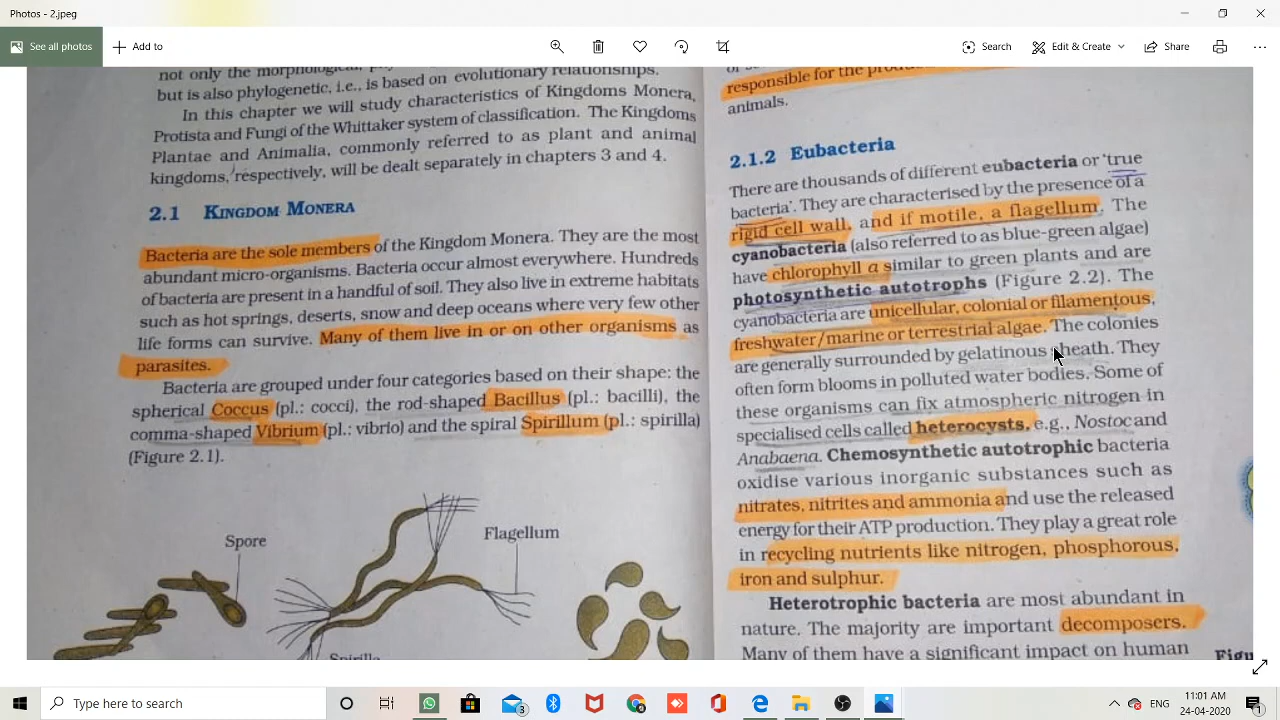 Photos - 2.jpeg
See all photos
Add to
Search
Edit & Create
Share
not only the
but is also phylogenetic, i.e., is based on evolutionary relationships.
In this chapter we will study characteristics of Kingdoms Monera,
Protista and Fungi of the Whittaker system of classification. The Kingdoms
Plantae and Animalia, commonly referred to as plant and animal
kingdoms, respectively, will be dealt separately in chapters 3 and 4.
2.1 KINGDOM MONERA
Bacteria are the sole members of the Kingdom Monera. They are the most
abundant micro-organisms. Bacteria occur almost everywhere. Hundreds
of bacteria are present in a handful of soil. They also live in extreme habitats
such as hot springs, deserts, snow and deep oceans where very few other
life forms can survive. Many of them live in or on other organisms as
parasites.
Bacteria are grouped under four categories based on their shape: the
spherical Coccus (pl.: cocci), the rod-shaped Bacillus (pl.: bacilli), the
comma-shaped Vibrium (pl.: vibrio) and the spiral Spirillum (pl.: spirilla)
(Figure 2.1).
Spore
Flagellum
Spirilla
responsible for the
animals.
2.1.2 Eubacteria
There are thousands of different eubacteria or 'true
bacteria'. They are characterised by the presence of a
rigid cell wall, and if motile, a flagellum. The
cyanobacteria (also referred to as blue-green algae)
have chlorophyll a similar to green plants and are
photosynthetic autotrophs (Figure 2.2). The
cyanobacteria are unicellular, colonial or filamentous,
freshwater/marine or terrestrial algae. The colonies
are generally surrounded by gelatinous sheath. They
often form blooms in polluted water bodies. Some of
these organisms can fix atmospheric nitrogen in
specialised cells called heterocysts, e.g., Nostoc and
Anabaena. Chemosynthetic autotrophic bacteria
oxidise various inorganic substances such as
nitrates, nitrites and ammonia and use the released
energy for their ATP production. They play a great role
in recycling nutrients like nitrogen, phosphorous,
iron and sulphur.
Heterotrophic bacteria are most abundant in
nature. The majority are important decomposers.
Many of them have a significant impact on human
Type here to search
3
ENG
11:01 AM
24-04-2020
1